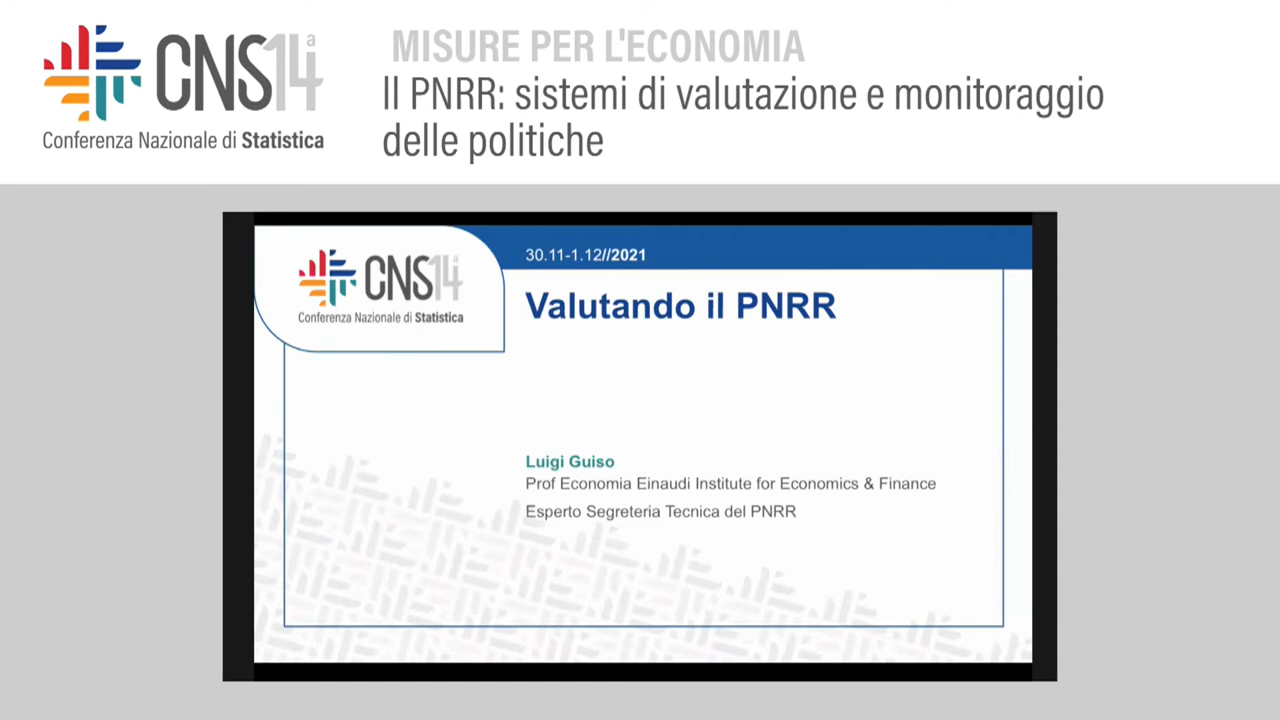 CNS14ª
Conferenza Nazionale di Statistica
MISURE PER L'ECONOMIA
Il PNRR: sistemi di valutazione e monitoraggio
delle politiche
CNS14ª
Conferenza Nazionale di Statistica
30.11-1.12//2021
Valutando il PNRR
Luigi Guiso
Prof Economia Einaudi Institute for Economics & Finance
Esperto Segreteria Tecnica del PNRR